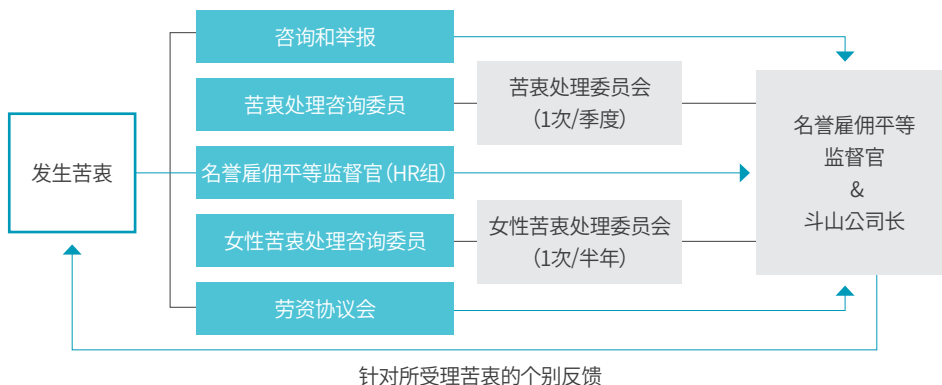 发生苦衷
咨询和举报
苦衷处理咨询委员
名誉雇佣平等监督官(HR组)
女性苦衷处理咨询委员
劳资协议会
苦衷处理委员会
(1次/季度)
女性苦衷处理委员会
(1次/半年)
名誉雇佣平等
监督官
&
斗山公司长
针对所受理苦衷的个别反馈